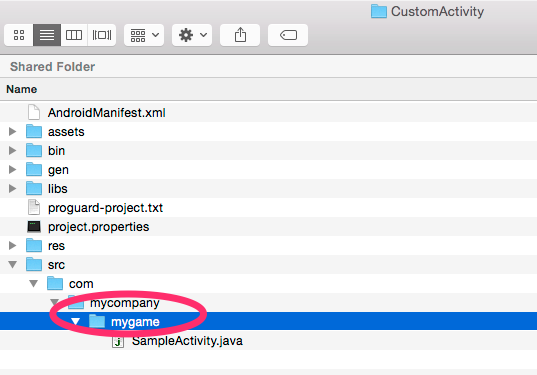 CustomActivity
Shared Folder
Name
AndroidManifest.xml
assets
bin
gen
libs
proguard-project.txt
project.properties
res
src
com
mycompany
mygame
SampleActivity.java